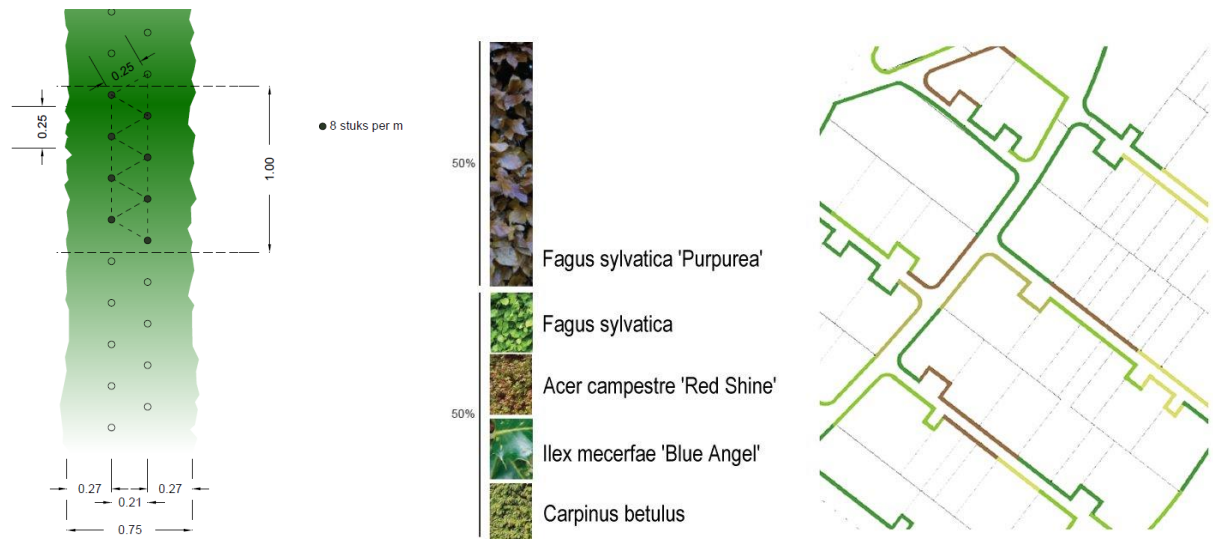 0.25
0.25
1.00
8 stuks per m
0.27
0.27
0.21
0.75
50%
50%
Fagus sylvatica 'Purpurea'
Fagus sylvatica
Acer campestre 'Red Shine'
Ilex mecerfae 'Blue Angel'
Carpinus betulus